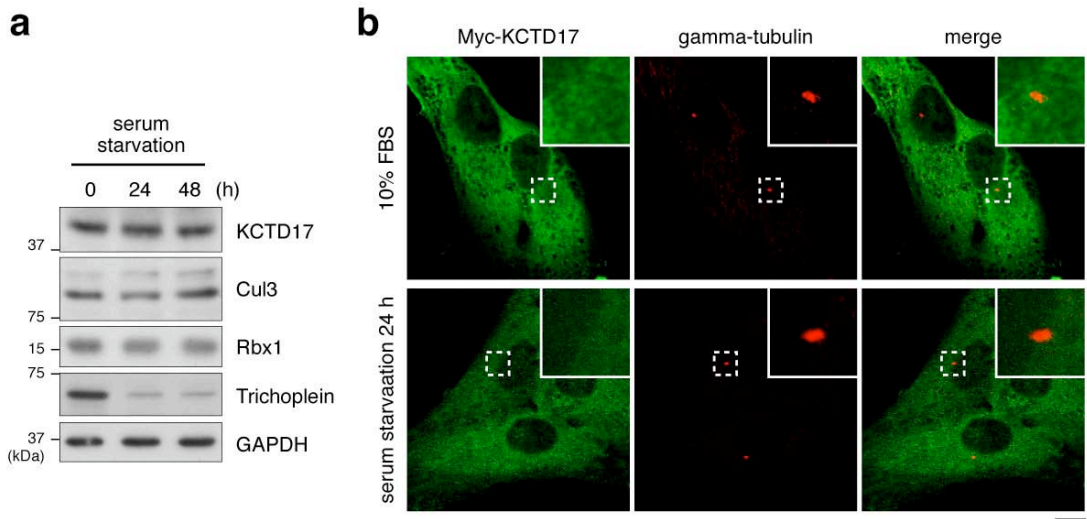 a
serum
starvation
0 24 48 (h)
KCTD17
37
Cul3
75
Rbx1
15
75
Trichoplein
37
(kDa)
GAPDH
b
Myc-KCTD17 gamma-tubulin merge
10% FBS
serum starvaation 24 h